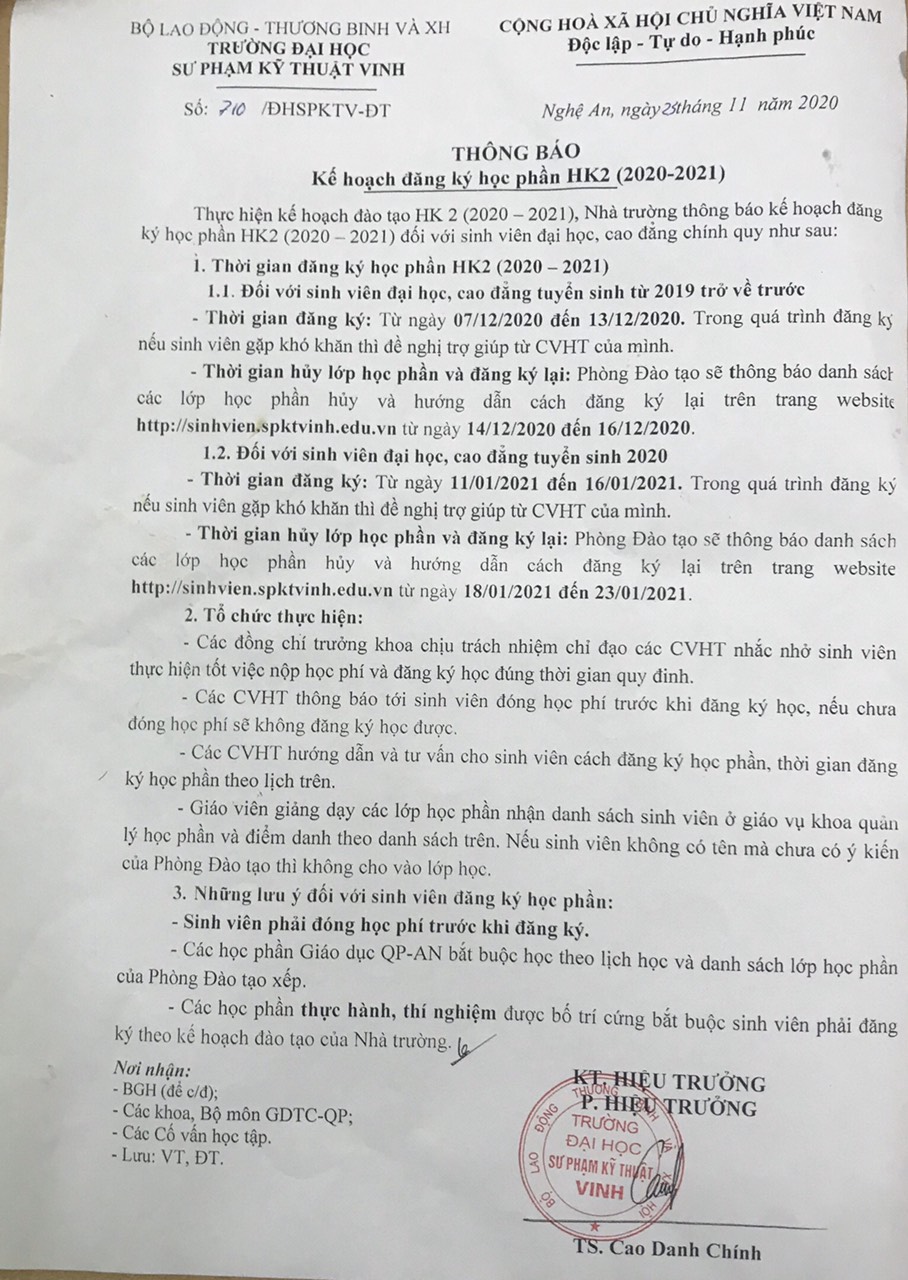 BỘ LAO ĐỘNG - THƯƠNG BINH VÀ XH
TRƯỜNG ĐẠI HỌC
SƯ PHẠM KỸ THUẬT VINH
Số: 710 /ĐHSPKTV-ĐT
CỘNG HOÀ XÃ HỘI CHỦ NGHĨA VIỆT NAM
Độc lập - Tự do - Hạnh phúc
Nghệ An, ngày 25 tháng 11 năm 2020
THÔNG BÁO
Kế hoạch đăng ký học phần HK2 (2020-2021)
Thực hiện kế hoạch đào tạo HK 2 (2020 – 2021), Nhà trường thông báo kế hoạch đăng
ký học phần HK2 (2020 – 2021) đối với sinh viên đại học, cao đẳng chính quy như sau:
1. Thời gian đăng ký học phần HK2 (2020 – 2021)
1.1. Đối với sinh viên đại học, cao đẳng tuyển sinh từ 2019 trở về trước
- Thời gian đăng ký: Từ ngày 07/12/2020 đến 13/12/2020. Trong quá trình đăng ký
nếu sinh viên gặp khó khăn thì đề nghị trợ giúp từ CVHT của mình.
- Thời gian hủy lớp học phần và đăng ký lại: Phòng Đào tạo sẽ thông báo danh sách
các lớp học phần hủy và hướng dẫn cách đăng ký lại trên trang website
http://sinhvien.spktvinh.edu.vn từ ngày 14/12/2020 đến 16/12/2020.
1.2. Đối với sinh viên đại học, cao đẳng tuyển sinh 2020
- Thời gian đăng ký: Từ ngày 11/01/2021 đến 16/01/2021. Trong quá trình đăng ký
nếu sinh viên gặp khó khăn thì đề nghị trợ giúp từ CVHT của mình.
- Thời gian hủy lớp học phần và đăng ký lại: Phòng Đào tạo sẽ thông báo danh sách
các lớp học phần hủy và hướng dẫn cách đăng ký lại trên trang website
http://sinhvien.spktvinh.edu.vn từ ngày 18/01/2021 đến 23/01/2021.
2. Tổ chức thực hiện:
- Các đồng chí trưởng khoa chịu trách nhiệm chỉ đạo các CVHT nhắc nhở sinh viên
thực hiện tốt việc nộp học phí và đăng ký học đúng thời gian quy đinh.
- Các CVHT thông báo tới sinh viên đóng học phí trước khi đăng ký học, nếu chưa
đóng học phí sẽ không đăng ký học được.
- Các CVHT hướng dẫn và tư vấn cho sinh viên cách đăng ký học phần, thời gian đăng
ký học phần theo lịch trên.
- Giáo viên giảng dạy các lớp học phần nhận danh sách sinh viên ở giáo vụ khoa quản
lý học phần và điểm danh theo danh sách trên. Nếu sinh viên không có tên mà chưa có ý kiến
của Phòng Đào tạo thì không cho vào lớp học.
3. Những lưu ý đối với sinh viên đăng ký học phần:
- Sinh viên phải đóng học phí trước khi đăng ký.
- Các học phần Giáo dục QP-AN bắt buộc học theo lịch học và danh sách lớp học phần
của Phòng Đào tạo xếp.
- Các học phần thực hành, thí nghiệm được bố trí cứng bắt buộc sinh viên phải đăng
ký theo kế hoạch đào tạo của Nhà trường.
Nơi nhận:
- BGH (để c/đ);
- Các khoa, Bộ môn GDTC-QP;
- Các Cố vấn học tập.
- Lưu: VT, ĐT.
KT. HIỆU TRƯỞNG
P. HIỆU TRƯỞNG
BỘ LAO ĐỘNG THƯƠNG BINH VÀ XÃ HỘI
TRƯỜNG
ĐẠI HỌC
SƯ PHẠM KỸ THUẬT
VINH
TS. Cao Danh Chính